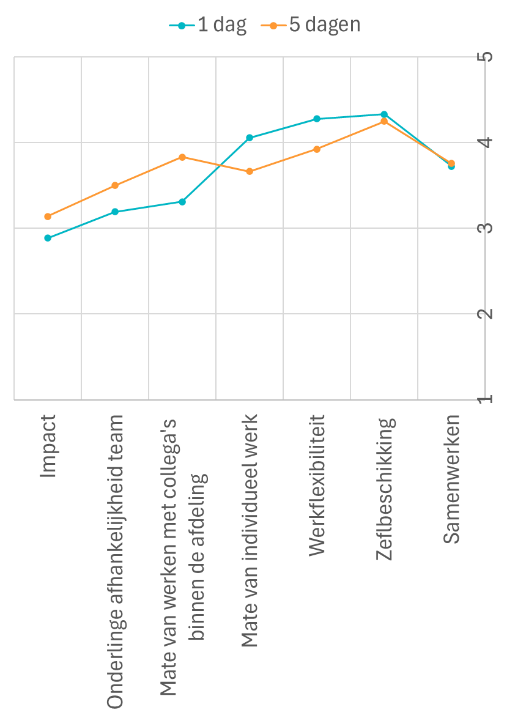 1 dag
5 dagen
5
4
3
2
1
Impact
Onderlinge afhankelijkheid team
Mate van werken met collega's
binnen de afdeling
Mate van individueel werk
Werkflexibiliteit
Zeflbeschikking
Samenwerken